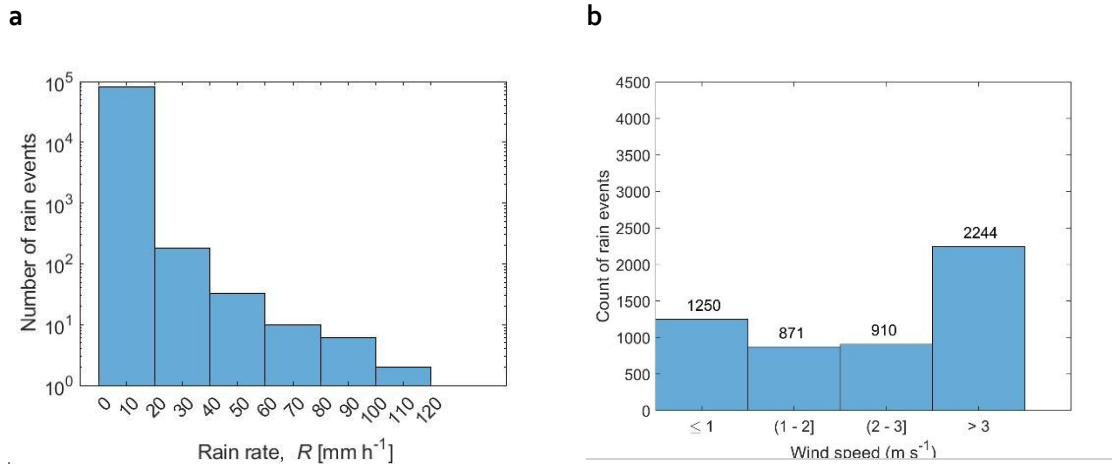 a
b
Number of rain events
10^5
10^4
10^3
10^2
10^1
10^0
0 10 20 30 40 50 60 70 80 90 100 110 120
Rain rate, R [mm h^-1]
Count of rain events
4500
4000
3500
3000
2500
2000
1500
1000
500
0
1250
871
910
2244
≤ 1 (1 - 2] (2 - 3] > 3
Wind speed (m s^-1)